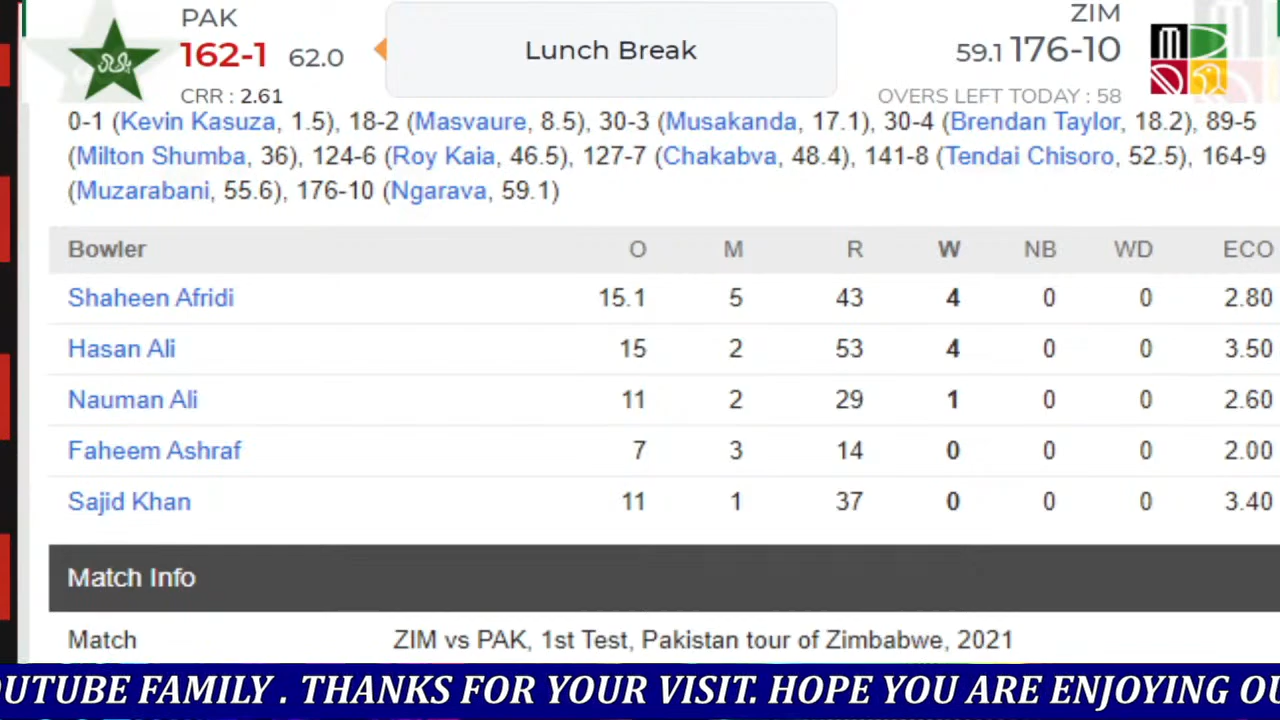 PAK
162-1 62.0
CRR : 2.61
Lunch Break
ZIM
59.1 176-10
OVERS LEFT TODAY : 58
0-1 (Kevin Kasuza, 1.5), 18-2 (Masvaure, 8.5), 30-3 (Musakanda, 17.1), 30-4 (Brendan Taylor, 18.2), 89-5
(Milton Shumba, 36), 124-6 (Roy Kaia, 46.5), 127-7 (Chakabva, 48.4), 141-8 (Tendai Chisoro, 52.5), 164-9
(Muzarabani, 55.6), 176-10 (Ngarava, 59.1)
Bowler O M R W NB WD ECO
Shaheen Afridi 15.1 5 43 4 0 0 2.80
Hasan Ali 15 2 53 4 0 0 3.50
Nauman Ali 11 2 29 1 0 0 2.60
Faheem Ashraf 7 3 14 0 0 0 2.00
Sajid Khan 11 1 37 0 0 0 3.40
Match Info
Match ZIM vs PAK, 1st Test, Pakistan tour of Zimbabwe, 2021
OUTUBE FAMILY . THANKS FOR YOUR VISIT. HOPE YOU ARE ENJOYING OU